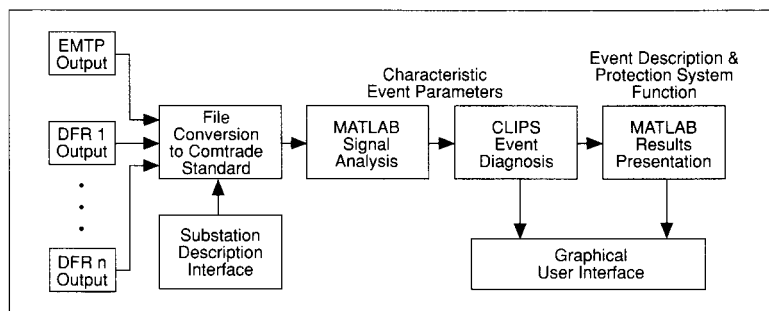 EMTP
Output
DFR 1
Output
DFR n
Output
File
Conversion
to Comtrade
Standard
Substation
Description
Interface
MATLAB
Signal
Analysis
Characteristic
Event Parameters
CLIPS
Event
Diagnosis
Event Description &
Protection System
Function
MATLAB
Results
Presentation
Graphical
User Interface